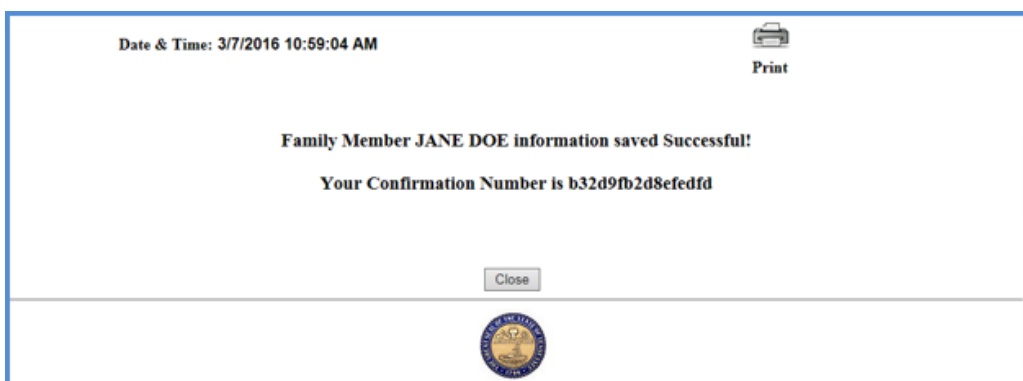 Date & Time: 3/7/2016 10:59:04 AM
Print
Family Member JANE DOE information saved Successful!
Your Confirmation Number is b32d9fb2d8efedfd
Close